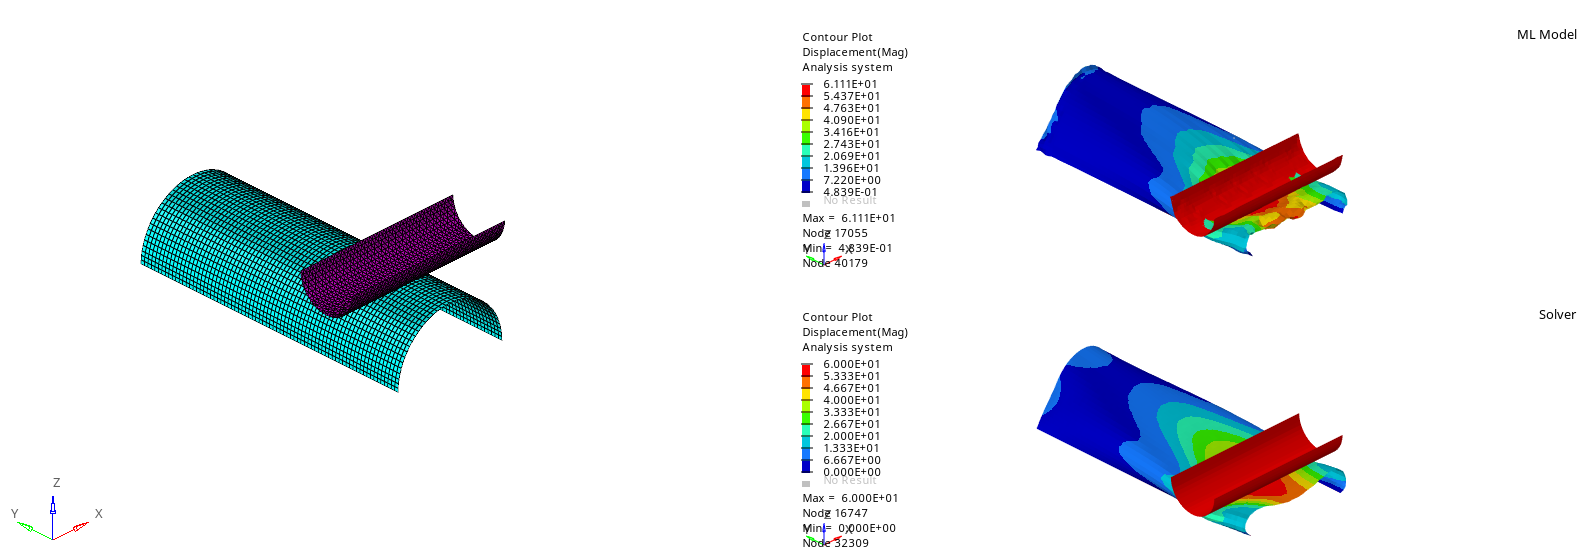 Z
Y
X
ML Model
Contour Plot
Displacement(Mag)
Analysis system
6.111E+01
5.437E+01
4.763E+01
4.090E+01
3.416E+01
2.743E+01
2.069E+01
1.396E+01
7.220E+00
4.839E-01
No Result
Max = 6.111E+01
Node 17055
Min = 4.839E-01
Node 40179
Z
Y
X
Solver
Contour Plot
Displacement(Mag)
Analysis system
6.000E+01
5.333E+01
4.667E+01
4.000E+01
3.333E+01
2.667E+01
2.000E+01
1.333E+01
6.667E+00
0.000E+00
No Result
Max = 6.000E+01
Node 16747
Min = 0.000E+00
Node 32309
Z
Y
X